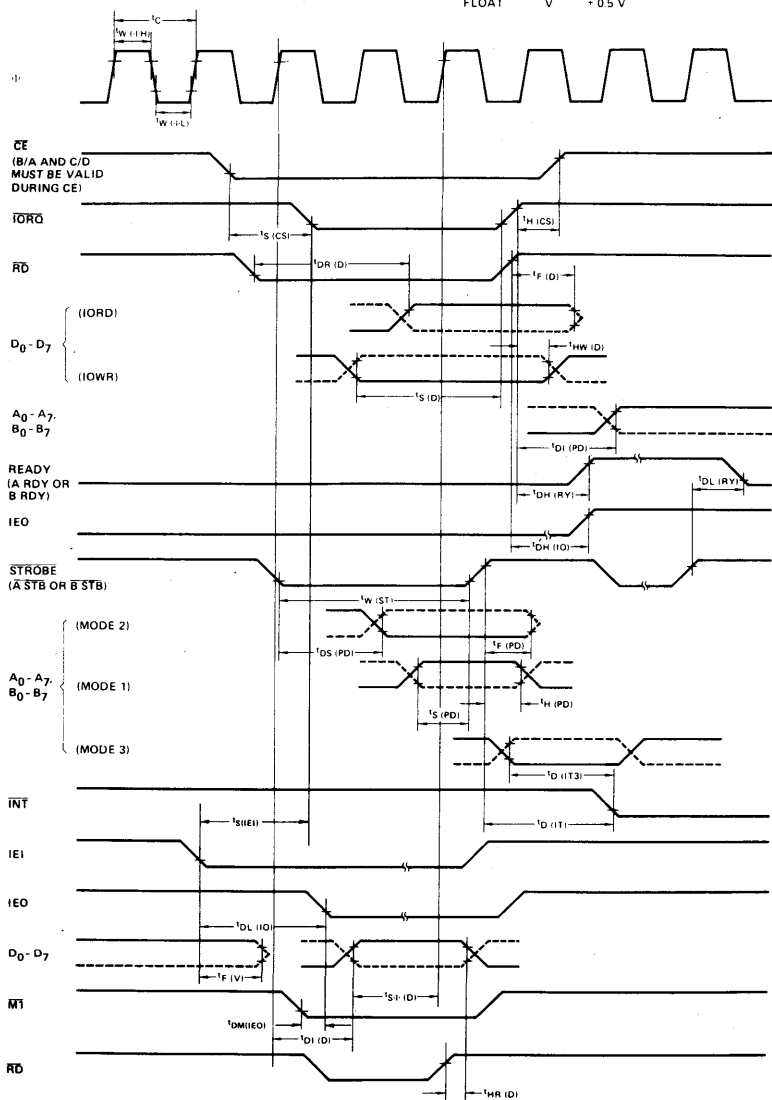 FLOAT V + 0.5 V
tC
tW (Φ H)
Φ
tW (Φ L)
CE
(B/A AND C/D
MUST BE VALID
DURING CE)
IORQ
tS (CS)
tH (CS)
RD
tDR (D)
tF (D)
(IORD)
D0 - D7
tHW (D)
(IOWR)
tS (D)
A0 - A7,
B0 - B7
tDI (PD)
READY
(A RDY OR
B RDY)
tDH (RY)
tDL (RY)
IEO
tDH (IO)
STROBE
(A STB OR B STB)
tW (ST)
(MODE 2)
tDS (PD)
tF (PD)
A0 - A7,
B0 - B7
(MODE 1)
tS (PD)
tH (PD)
(MODE 3)
tD (IT3)
INT
tS(IEI)
tD (IT)
IEI
IEO
tDL (IO)
D0 - D7
tF (V)
tSΦ (D)
M1
tDM(IEO)
tDI (D)
RD
tHR (D)